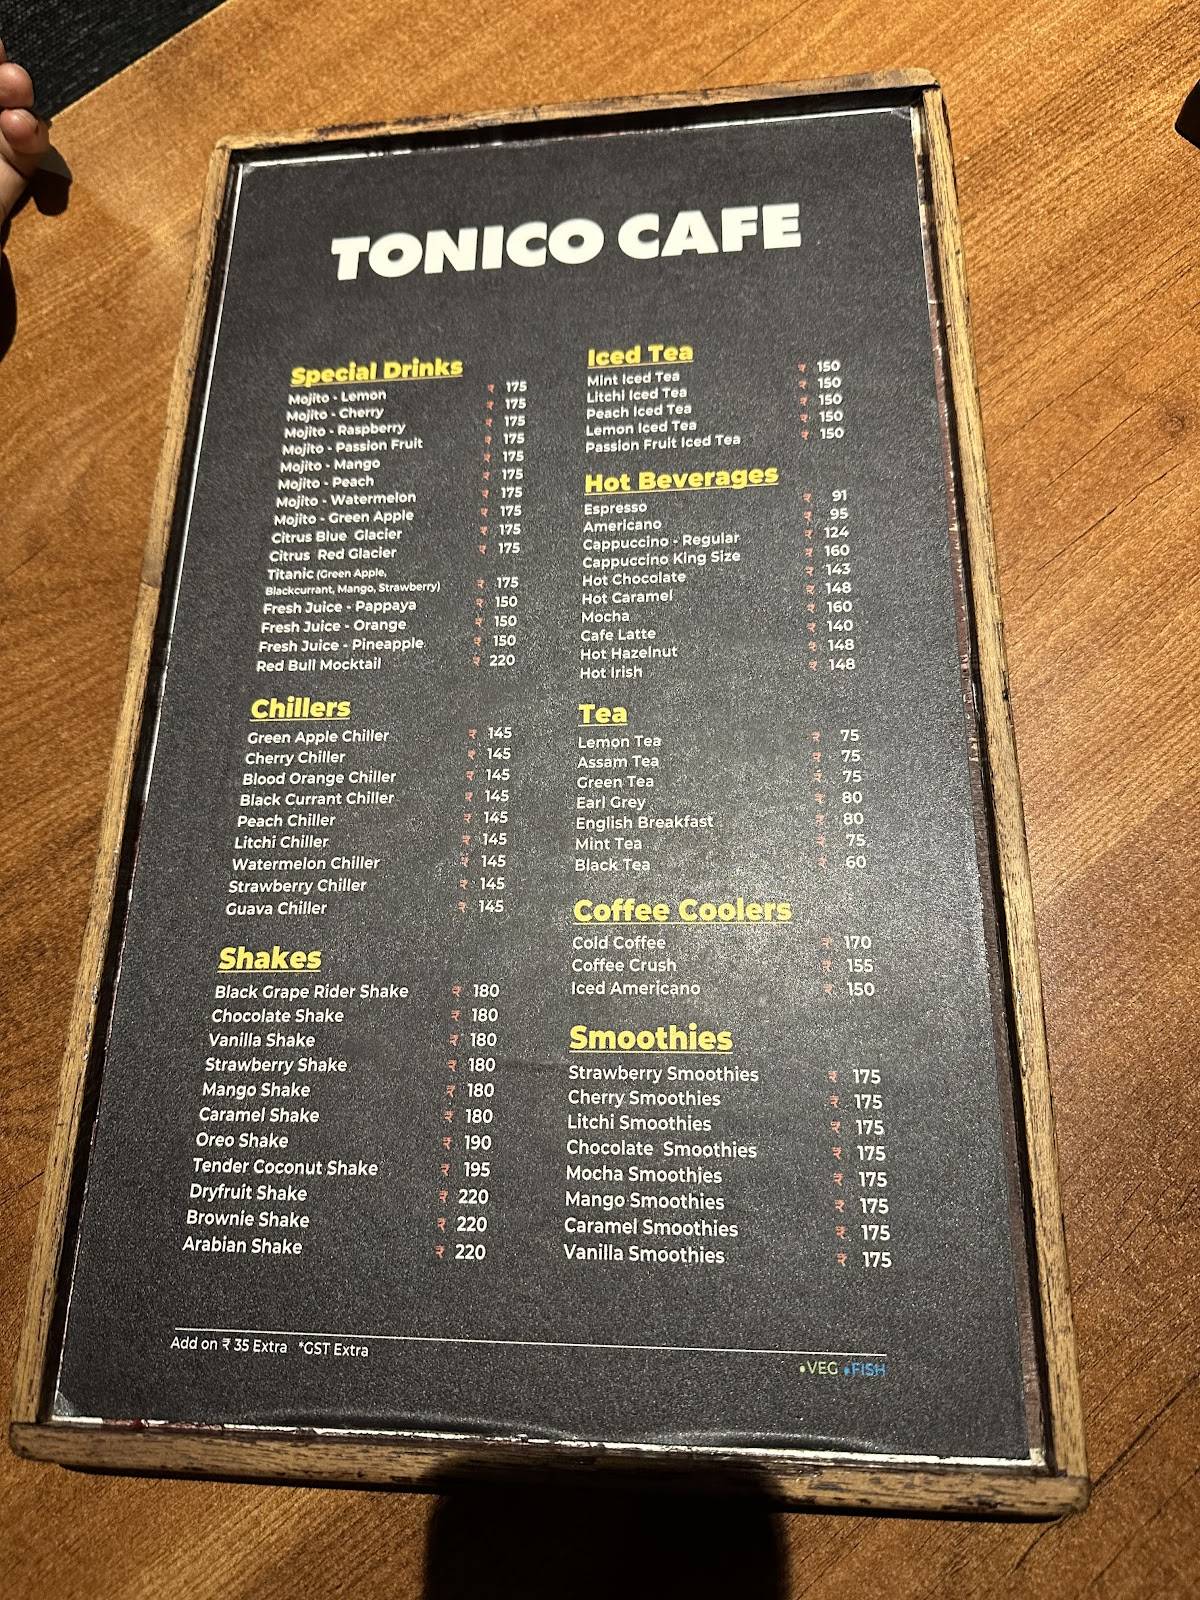 TONICO CAFE
Special Drinks
Mojito - Lemon ₹ 175
Mojito - Cherry ₹ 175
Mojito - Raspberry ₹ 175
Mojito - Passion Fruit ₹ 175
Mojito - Mango ₹ 175
Mojito - Peach ₹ 175
Mojito - Watermelon ₹ 175
Mojito - Green Apple ₹ 175
Citrus Blue Glacier ₹ 175
Citrus Red Glacier ₹ 175
Titanic (Green Apple,
Blackcurrant, Mango, Strawberry) ₹ 175
Fresh Juice - Pappaya ₹ 150
Fresh Juice - Orange ₹ 150
Fresh Juice - Pineapple ₹ 150
Red Bull Mocktail ₹ 220
Chillers
Green Apple Chiller ₹ 145
Cherry Chiller ₹ 145
Blood Orange Chiller ₹ 145
Black Currant Chiller ₹ 145
Peach Chiller ₹ 145
Litchi Chiller ₹ 145
Watermelon Chiller ₹ 145
Strawberry Chiller ₹ 145
Guava Chiller ₹ 145
Shakes
Black Grape Rider Shake ₹ 180
Chocolate Shake ₹ 180
Vanilla Shake ₹ 180
Strawberry Shake ₹ 180
Mango Shake ₹ 180
Caramel Shake ₹ 180
Oreo Shake ₹ 190
Tender Coconut Shake ₹ 195
Dryfruit Shake ₹ 220
Brownie Shake ₹ 220
Arabian Shake ₹ 220
Iced Tea
Mint Iced Tea ₹ 150
Litchi Iced Tea ₹ 150
Peach Iced Tea ₹ 150
Lemon Iced Tea ₹ 150
Passion Fruit Iced Tea ₹ 150
Hot Beverages
Espresso ₹ 91
Americano ₹ 95
Cappuccino - Regular ₹ 124
Cappuccino King Size ₹ 160
Hot Chocolate ₹ 143
Hot Caramel ₹ 148
Mocha ₹ 160
Cafe Latte ₹ 140
Hot Hazelnut ₹ 148
Hot Irish ₹ 148
Tea
Lemon Tea ₹ 75
Assam Tea ₹ 75
Green Tea ₹ 75
Earl Grey ₹ 80
English Breakfast ₹ 80
Mint Tea ₹ 75
Black Tea ₹ 60
Coffee Coolers
Cold Coffee ₹ 170
Coffee Crush ₹ 155
Iced Americano ₹ 150
Smoothies
Strawberry Smoothies ₹ 175
Cherry Smoothies ₹ 175
Litchi Smoothies ₹ 175
Chocolate Smoothies ₹ 175
Mocha Smoothies ₹ 175
Mango Smoothies ₹ 175
Caramel Smoothies ₹ 175
Vanilla Smoothies ₹ 175
Add on ₹ 35 Extra *GST Extra
•VEG •FISH